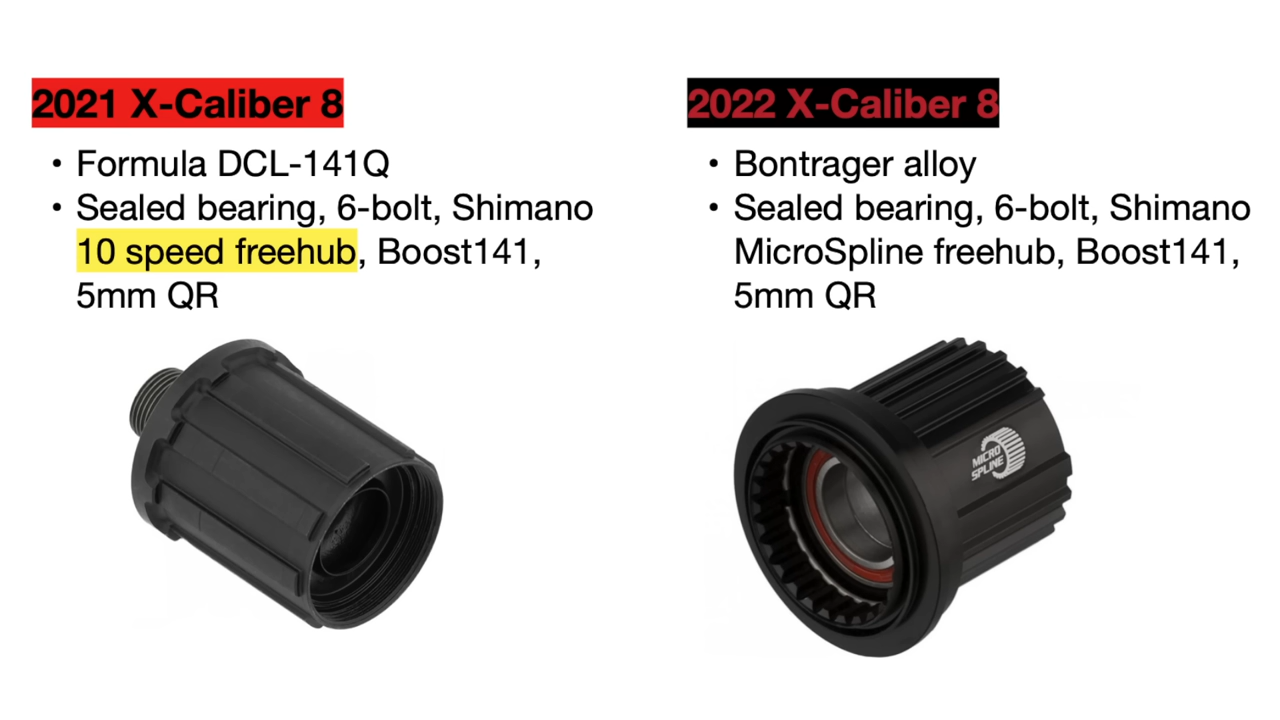 2021 X-Caliber 8
• Formula DCL-141Q
• Sealed bearing, 6-bolt, Shimano
10 speed freehub, Boost141,
5mm QR
2022 X-Caliber 8
• Bontrager alloy
• Sealed bearing, 6-bolt, Shimano
MicroSpline freehub, Boost141,
5mm QR
MICRO
SPLINE